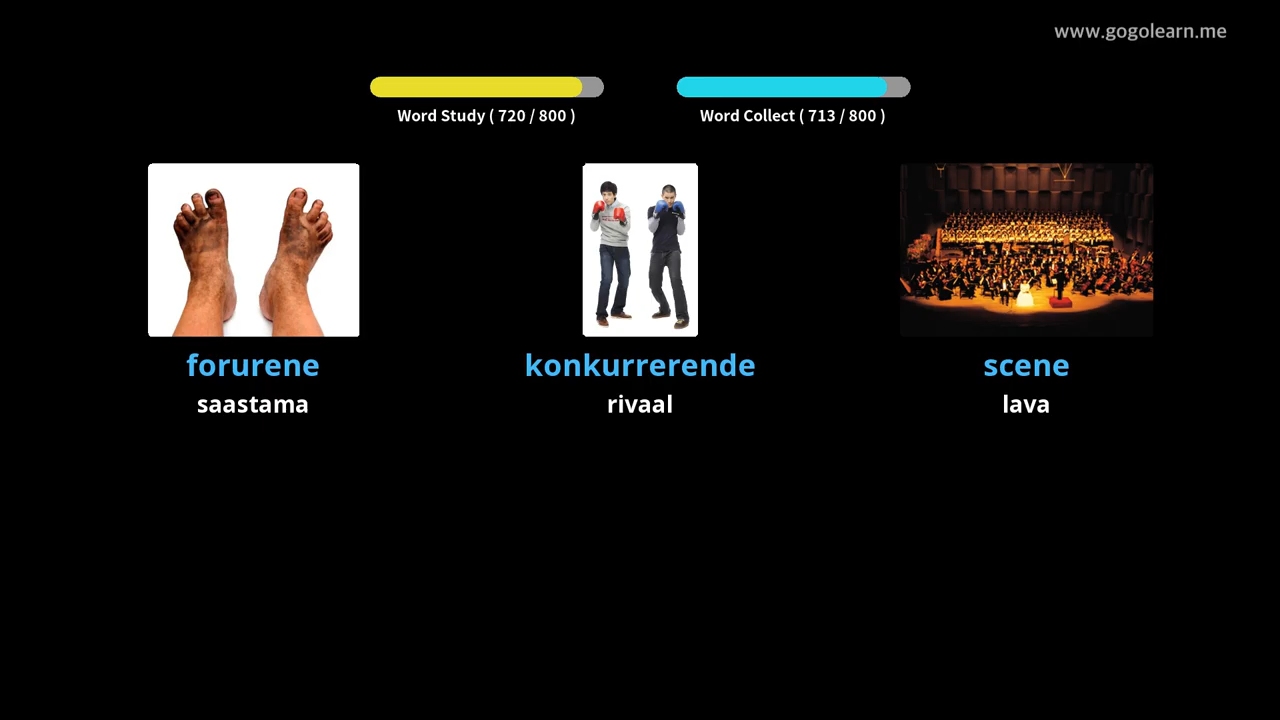 www.gogolearn.me
Word Study ( 720 / 800 )
Word Collect ( 713 / 800 )
forurene
saastama
konkurrerende
rivaal
scene
lava